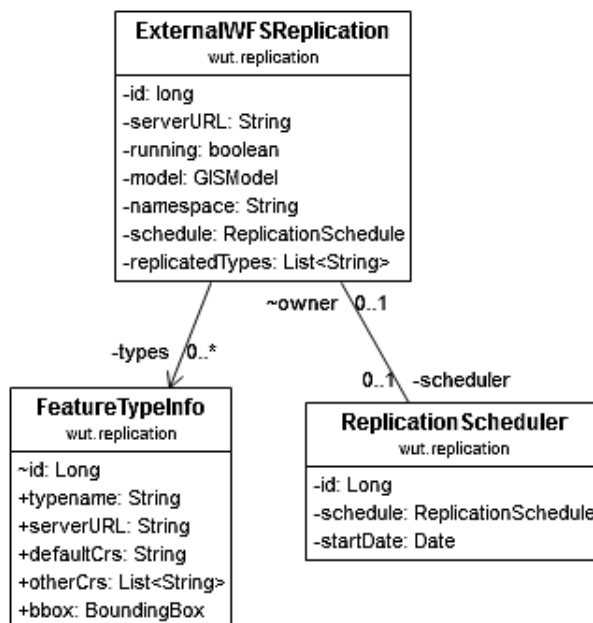 ExternalWFSReplication
wut.replication
-id: long
-serverURL: String
-running: boolean
-model: GISModel
-namespace: String
-schedule: ReplicationSchedule
-replicatedTypes: List<String>
~owner 0..1
-types 0..*
0..1 -scheduler
FeatureTypeInfo
wut.replication
~id: Long
+typename: String
+serverURL: String
+defaultCrs: String
+otherCrs: List<String>
+bbox: BoundingBox
ReplicationScheduler
wut.replication
-id: Long
-schedule: ReplicationSchedule
-startDate: Date